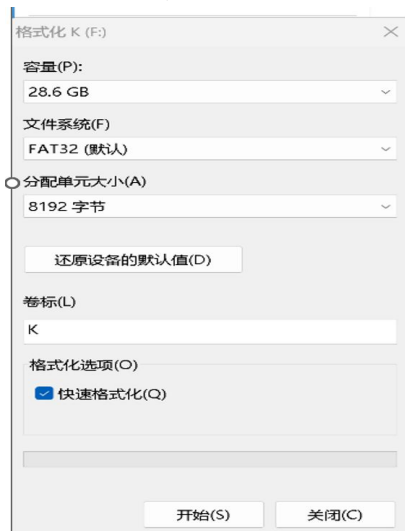 格式化 K (F:)
容量(P):
28.6 GB
文件系统(F)
FAT32 (默认)
分配单元大小(A)
8192 字节
还原设备的默认值(D)
卷标(L)
K
格式化选项(O)
快速格式化(Q)
开始(S) 关闭(C)